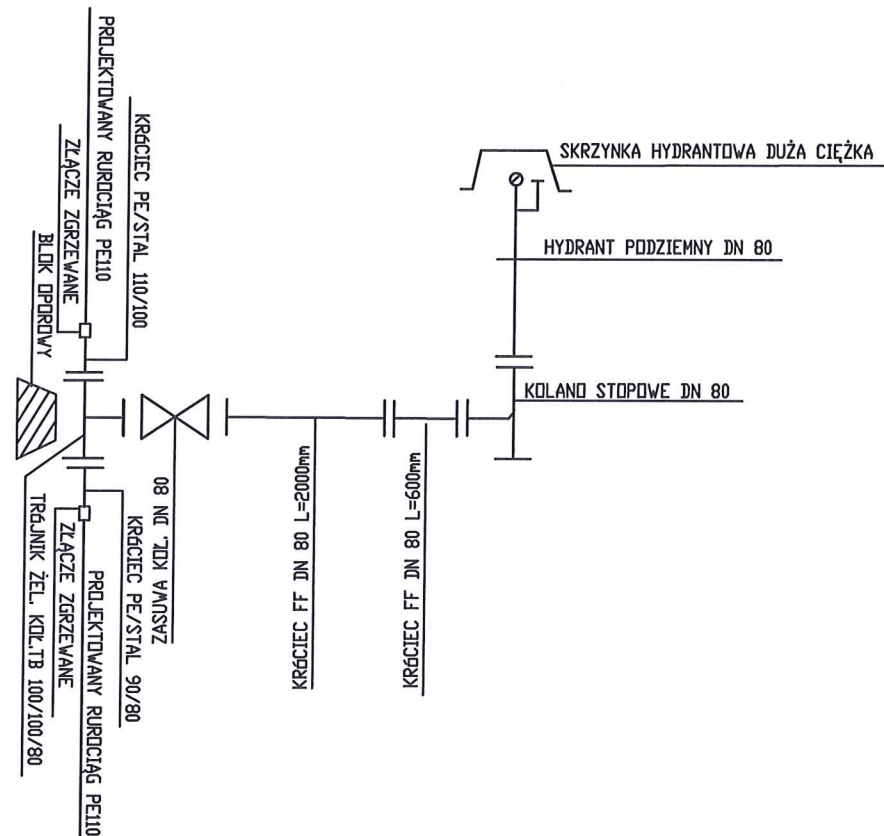 PROJEKTOWANY RUROCIĄG PE110
KRÓCIEC PE/STAL 110/100
ZŁĄCZE ZGRZEWANE
BLOK OPOROWY
SKRZYNKA HYDRANTOWA DUŻA CIĘŻKA
HYDRANT PODZIEMNY DN 80
KOLANO STOPOWE DN 80
KRÓCIEC FF DN 80 L=600mm
KRÓCIEC FF DN 80 L=2000mm
ZASUWA KOŁ. DN 80
KRÓCIEC PE/STAL 90/80
PROJEKTOWANY RUROCIĄG PE110
ZŁĄCZE ZGRZEWANE
TRÓJNIK ŻEL. KOŁ.TB 100/100/80